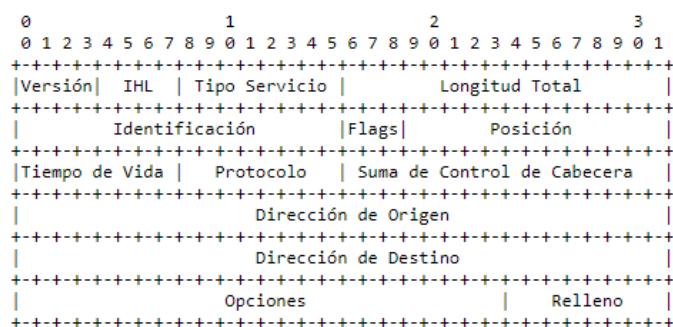 0                   1                   2                   3
0 1 2 3 4 5 6 7 8 9 0 1 2 3 4 5 6 7 8 9 0 1 2 3 4 5 6 7 8 9 0 1
+-+-+-+-+-+-+-+-+-+-+-+-+-+-+-+-+-+-+-+-+-+-+-+-+-+-+-+-+-+-+-+-+
|Versión|  IHL  | Tipo Servicio |         Longitud Total        |
+-+-+-+-+-+-+-+-+-+-+-+-+-+-+-+-+-+-+-+-+-+-+-+-+-+-+-+-+-+-+-+-+
|         Identificación        |Flags|        Posición         |
+-+-+-+-+-+-+-+-+-+-+-+-+-+-+-+-+-+-+-+-+-+-+-+-+-+-+-+-+-+-+-+-+
|Tiempo de Vida |   Protocolo   | Suma de Control de Cabecera   |
+-+-+-+-+-+-+-+-+-+-+-+-+-+-+-+-+-+-+-+-+-+-+-+-+-+-+-+-+-+-+-+-+
|                      Dirección de Origen                      |
+-+-+-+-+-+-+-+-+-+-+-+-+-+-+-+-+-+-+-+-+-+-+-+-+-+-+-+-+-+-+-+-+
|                      Dirección de Destino                     |
+-+-+-+-+-+-+-+-+-+-+-+-+-+-+-+-+-+-+-+-+-+-+-+-+-+-+-+-+-+-+-+-+
|                    Opciones                   |    Relleno    |
+-+-+-+-+-+-+-+-+-+-+-+-+-+-+-+-+-+-+-+-+-+-+-+-+-+-+-+-+-+-+-+-+